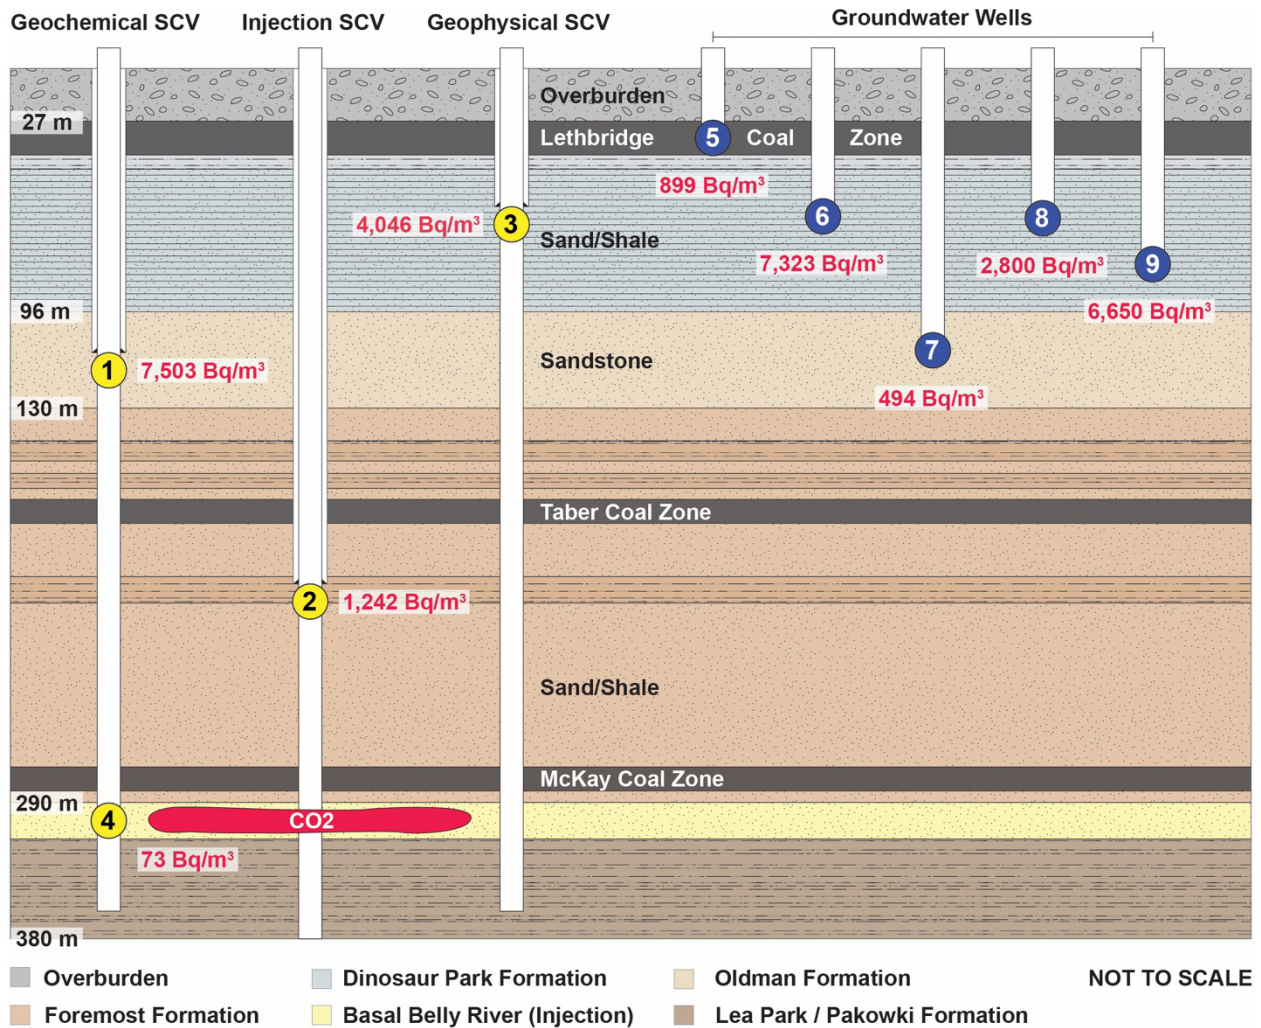 Geochemical SCV
Injection SCV
Geophysical SCV
Groundwater Wells
Overburden
27 m
Lethbridge Coal Zone
5
899 Bq/m³
6
7,323 Bq/m³
8
2,800 Bq/m³
9
6,650 Bq/m³
4,046 Bq/m³
3
Sand/Shale
96 m
1
7,503 Bq/m³
Sandstone
7
494 Bq/m³
130 m
Taber Coal Zone
2
1,242 Bq/m³
Sand/Shale
McKay Coal Zone
290 m
4
CO2
73 Bq/m³
380 m
Overburden
Dinosaur Park Formation
Oldman Formation
NOT TO SCALE
Foremost Formation
Basal Belly River (Injection)
Lea Park / Pakowki Formation